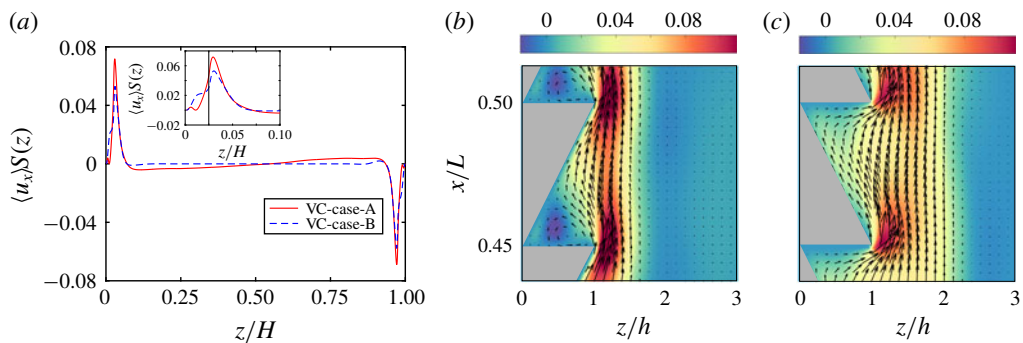 (a)
0.08
0.04
0
−0.04
−0.08
⟨u_x⟩S(z)
0.06
0.02
−0.02
⟨u_x⟩S(z)
0
0.05
0.10
z/H
VC-case-A
VC-case-B
0
0.25
0.50
0.75
1.00
z/H
(b)
0 0.04 0.08
x/L
0.50
0.45
0 1 2 3
z/h
(c)
0 0.04 0.08
0 1 2 3
z/h